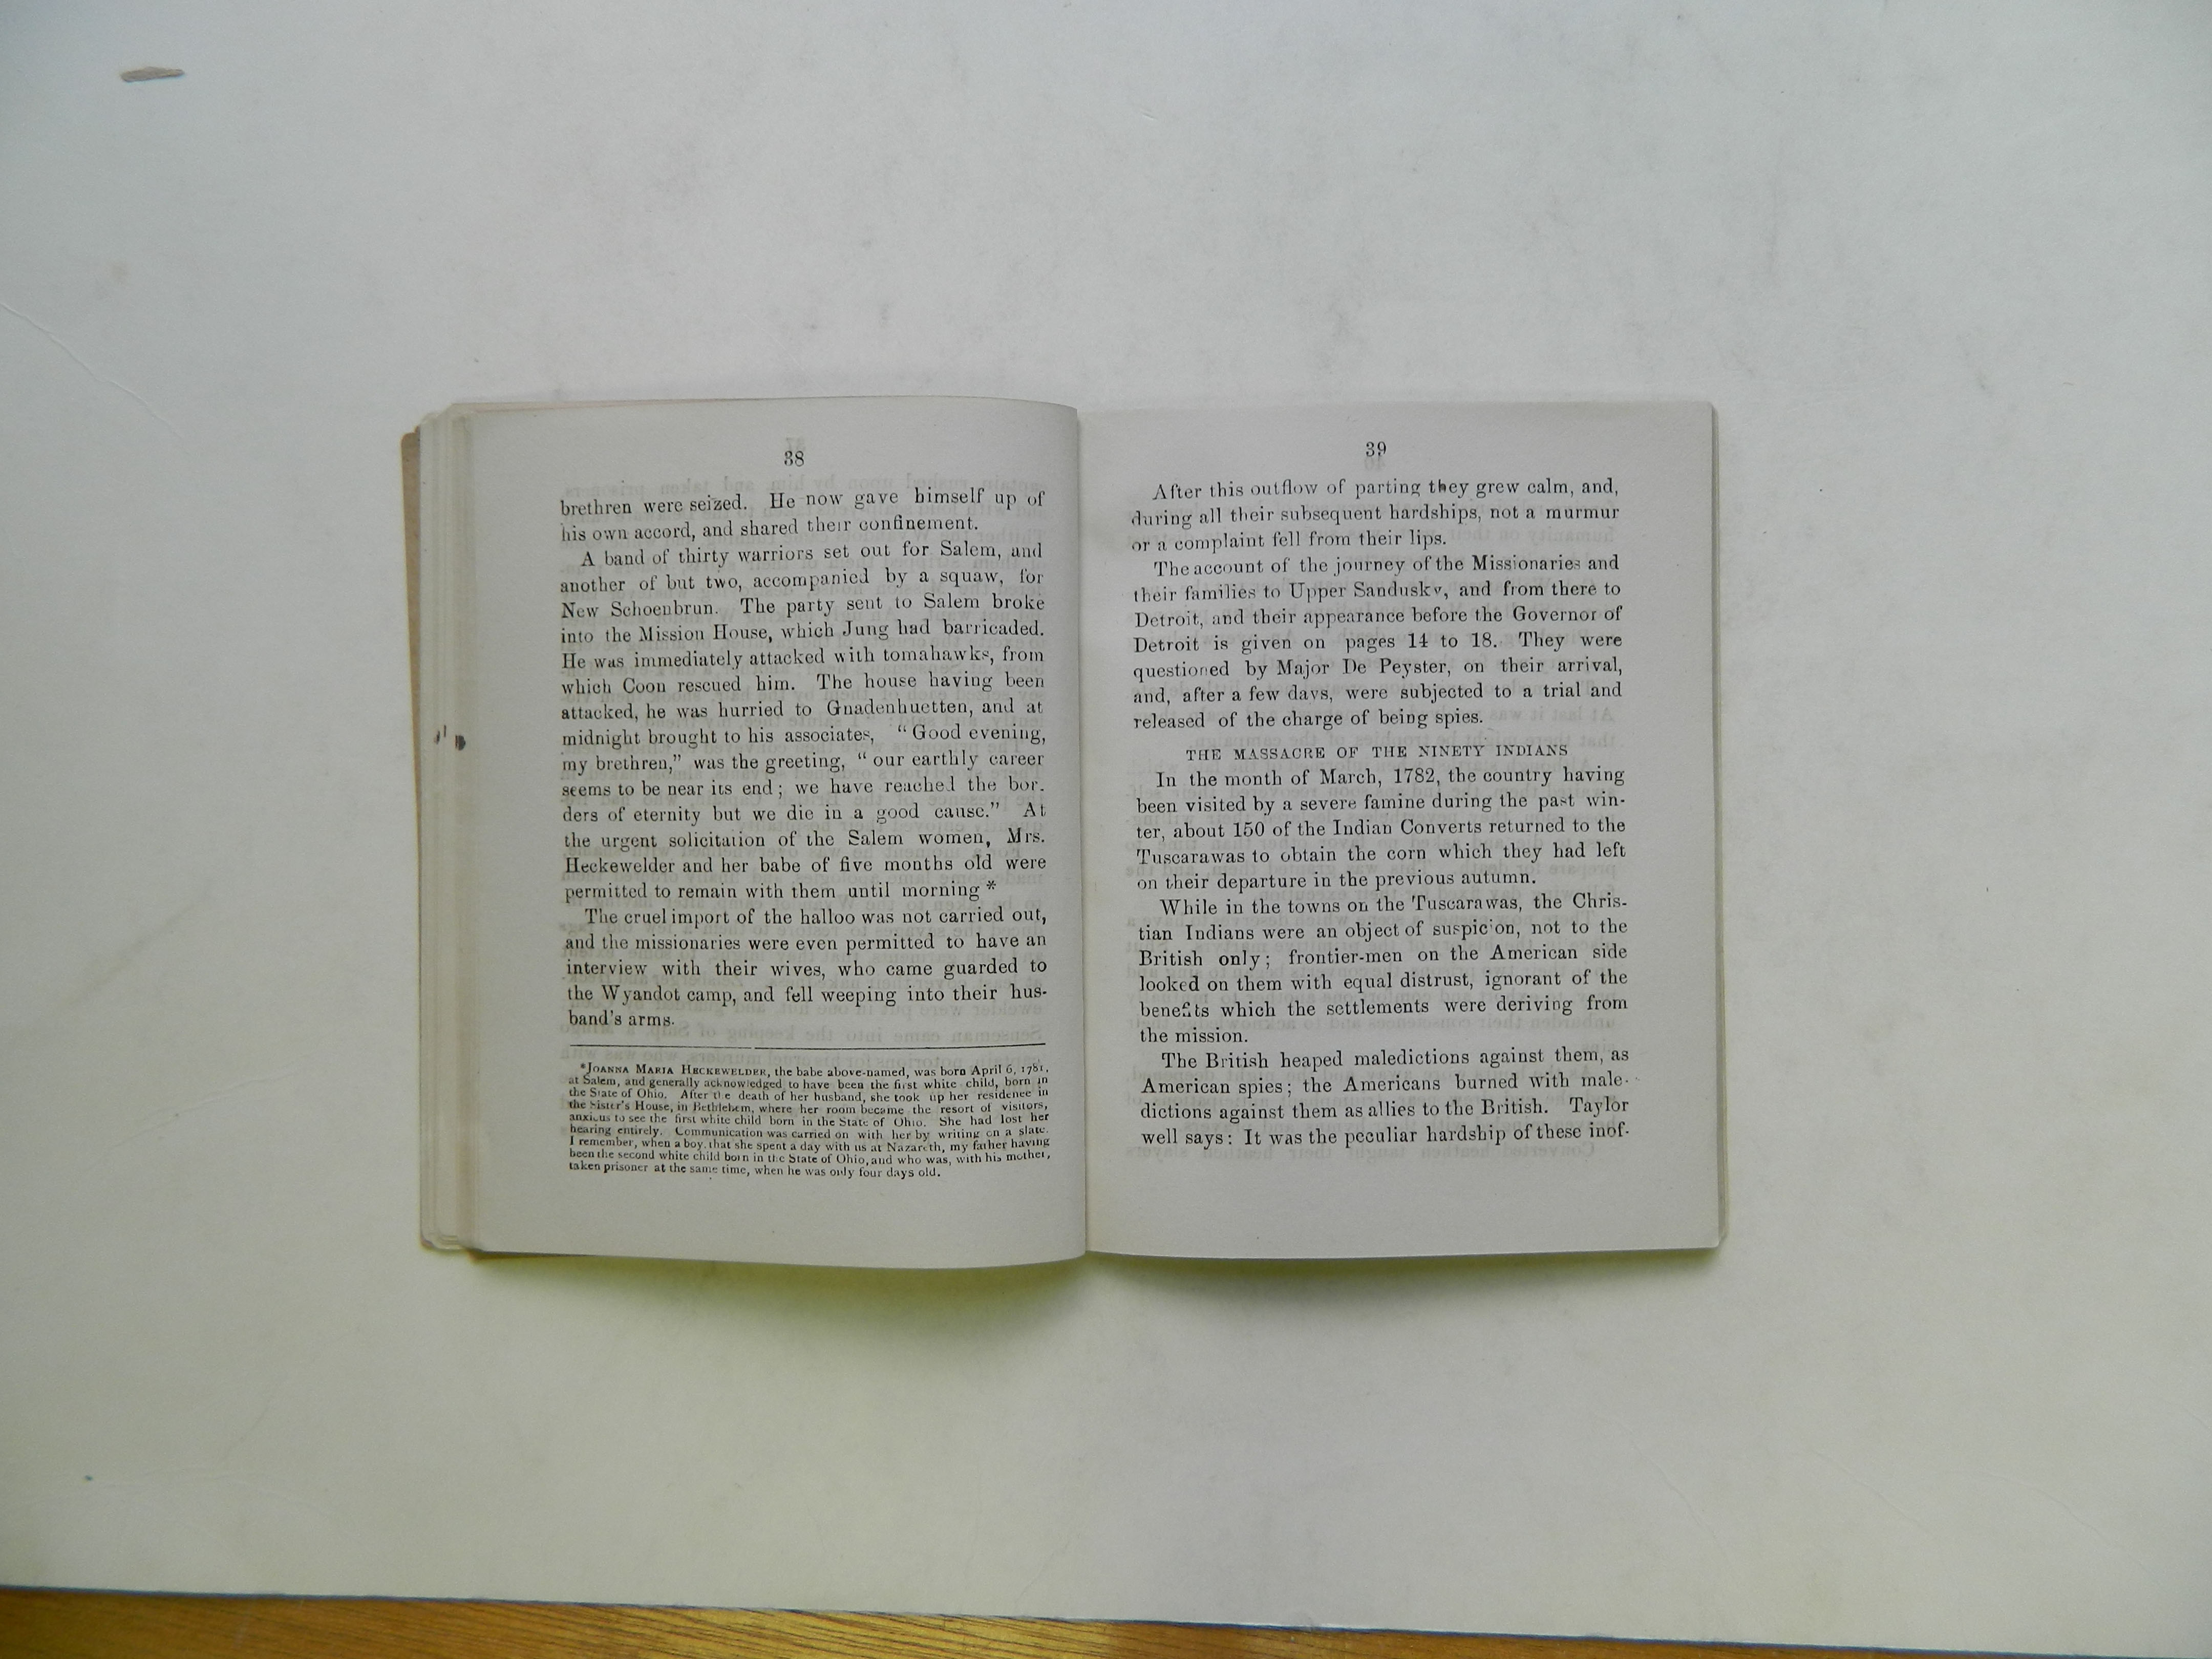 38
brethren were seized. He now gave himself up of
his own accord, and shared their confinement.
A band of thirty warriors set out for Salem, and
another of but two, accompanied by a squaw, for
New Schoenbrun. The party sent to Salem broke
into the Mission House, which Jung had barricaded.
He was immediately attacked with tomahawks, from
which Coon rescued him. The house having been
attacked, he was hurried to Gnadenhuetten, and at
midnight brought to his associates, “Good evening,
my brethren,” was the greeting, “our earthly career
seems to be near its end; we have reached the bor-
ders of eternity but we die in a good cause.” At
the urgent solicitation of the Salem women, Mrs.
Heckewelder and her babe of five months old were
permitted to remain with them until morning *
The cruel import of the halloo was not carried out,
and the missionaries were even permitted to have an
interview with their wives, who came guarded to
the Wyandot camp, and fell weeping into their hus-
band's arms.
*JOANNA MARIA HECKEWELDER, the babe above-named, was born April 6, 1781,
at Salem, and generally acknowledged to have been the first white child, born in
the State of Ohio. After the death of her husband, she took up her residence in
the Sister's House, in Bethlehem, where her room became the resort of visitors,
anxious to see the first white child born in the State of Ohio. She had lost her
hearing entirely. Communication was carried on with her by writing on a slate.
I remember, when a boy, that she spent a day with us at Nazareth, my father having
been the second white child born in the State of Ohio, and who was, with his mother,
taken prisoner at the same time, when he was only four days old.
39
After this outflow of parting they grew calm, and,
during all their subsequent hardships, not a murmur
or a complaint fell from their lips.
The account of the journey of the Missionaries and
their families to Upper Sandusky, and from there to
Detroit, and their appearance before the Governor of
Detroit is given on pages 14 to 18. They were
questioned by Major De Peyster, on their arrival,
and, after a few days, were subjected to a trial and
released of the charge of being spies.
THE MASSACRE OF THE NINETY INDIANS
In the month of March, 1782, the country having
been visited by a severe famine during the past win-
ter, about 150 of the Indian Converts returned to the
Tuscarawas to obtain the corn which they had left
on their departure in the previous autumn.
While in the towns on the Tuscarawas, the Chris-
tian Indians were an object of suspicion, not to the
British only; frontier-men on the American side
looked on them with equal distrust, ignorant of the
benefits which the settlements were deriving from
the mission.
The British heaped maledictions against them, as
American spies; the Americans burned with male-
dictions against them as allies to the British. Taylor
well says: It was the peculiar hardship of these inof-